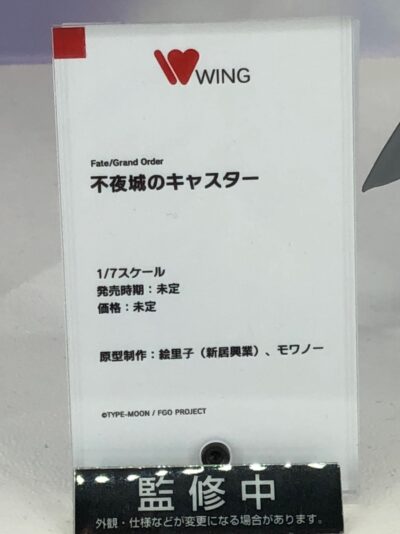 WING
Fate/Grand Order
不夜城のキャスター
1/7スケール
発売時期：未定
価格：未定
原型制作：絵里子（新居興業）、モワノー
©TYPE-MOON / FGO PROJECT
監修中
外観・仕様などが変更になる場合があります。